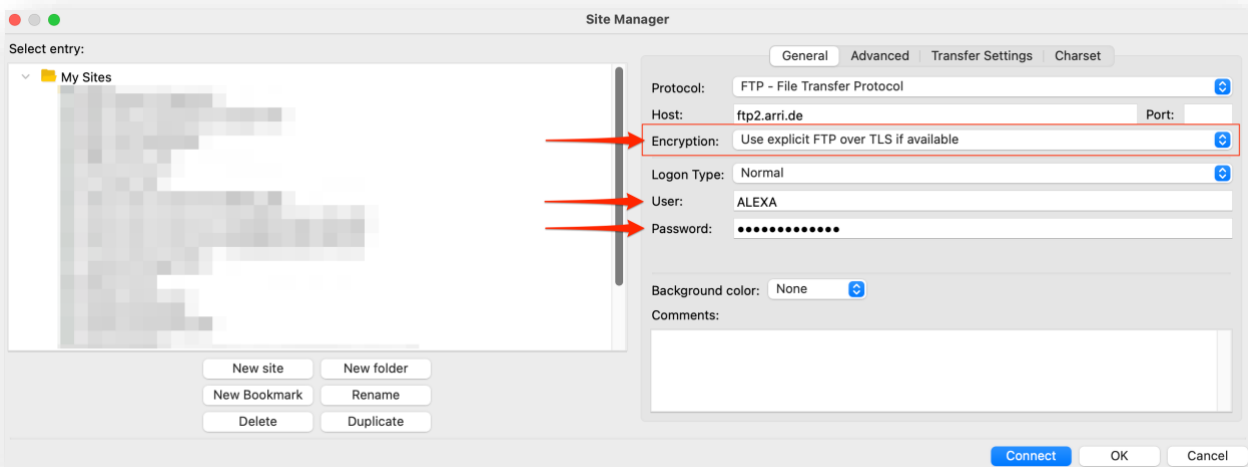 Site Manager
Select entry:
My Sites
New site
New folder
New Bookmark
Rename
Delete
Duplicate
General
Advanced
Transfer Settings
Charset
Protocol: FTP - File Transfer Protocol
Host: ftp2.arri.de Port:
Encryption: Use explicit FTP over TLS if available
Logon Type: Normal
User: ALEXA
Password: •••••••••••••
Background color: None
Comments:
Connect
OK
Cancel